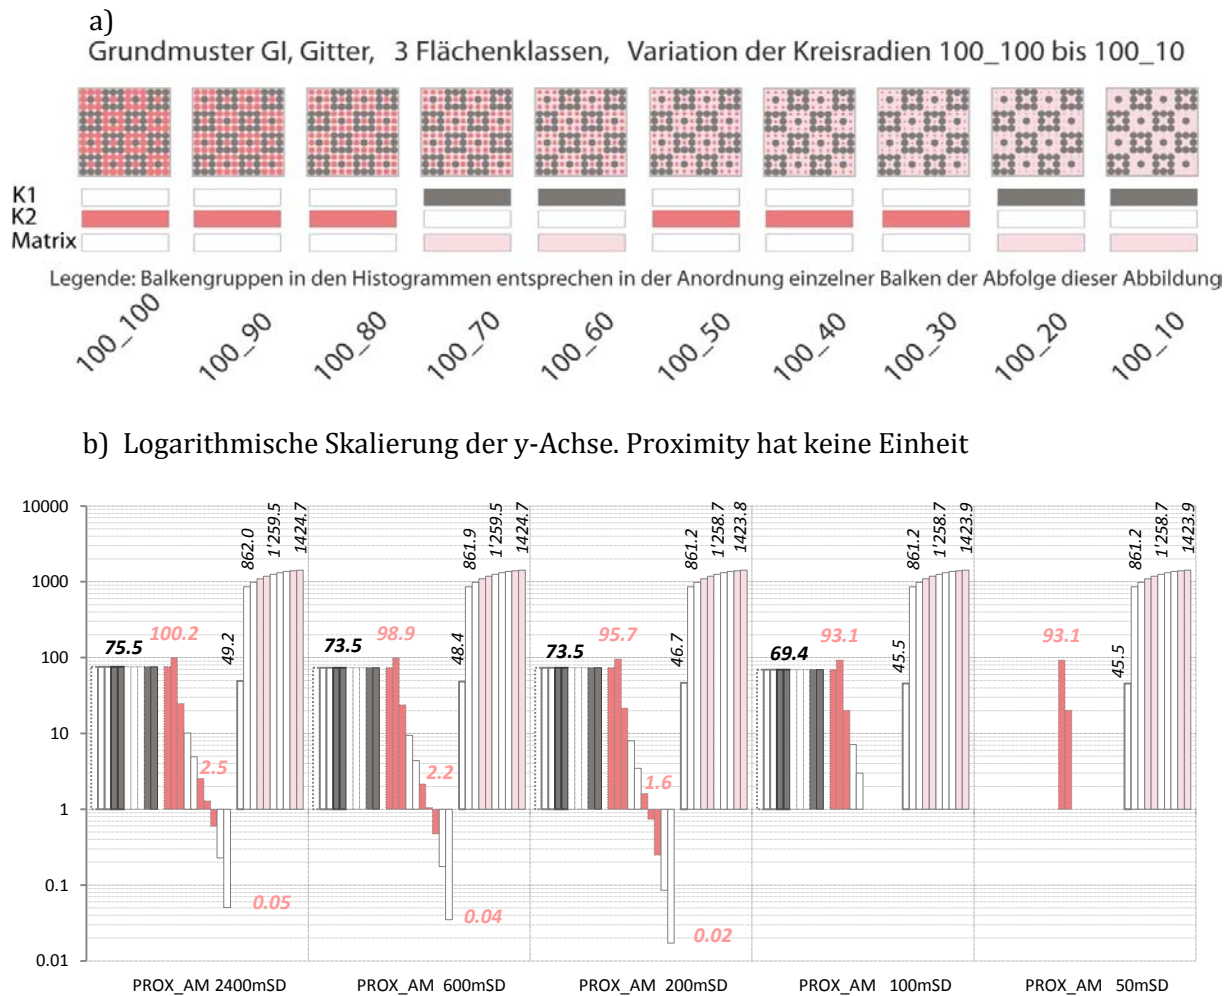 a)
Grundmuster GI, Gitter, 3 Flächenklassen, Variation der Kreisradien 100_100 bis 100_10
K1
K2
Matrix
Legende: Balkengruppen in den Histogrammen entsprechen in der Anordnung einzelner Balken der Abfolge dieser Abbildung
100_100 100_90 100_80 100_70 100_60 100_50 100_40 100_30 100_20 100_10
b) Logarithmische Skalierung der y-Achse. Proximity hat keine Einheit
10000
1000
100
10
1
0.1
0.01
75.5 100.2 2.5 0.05 49.2 862.0 1'259.5 1424.7
73.5 98.9 2.2 0.04 48.4 861.9 1'259.5 1424.7
73.5 95.7 1.6 0.02 46.7 861.2 1'258.7 1423.8
69.4 93.1 45.5 861.2 1'258.7 1423.9
93.1 45.5 861.2 1'258.7 1423.9
PROX_AM 2400mSD PROX_AM 600mSD PROX_AM 200mSD PROX_AM 100mSD PROX_AM 50mSD